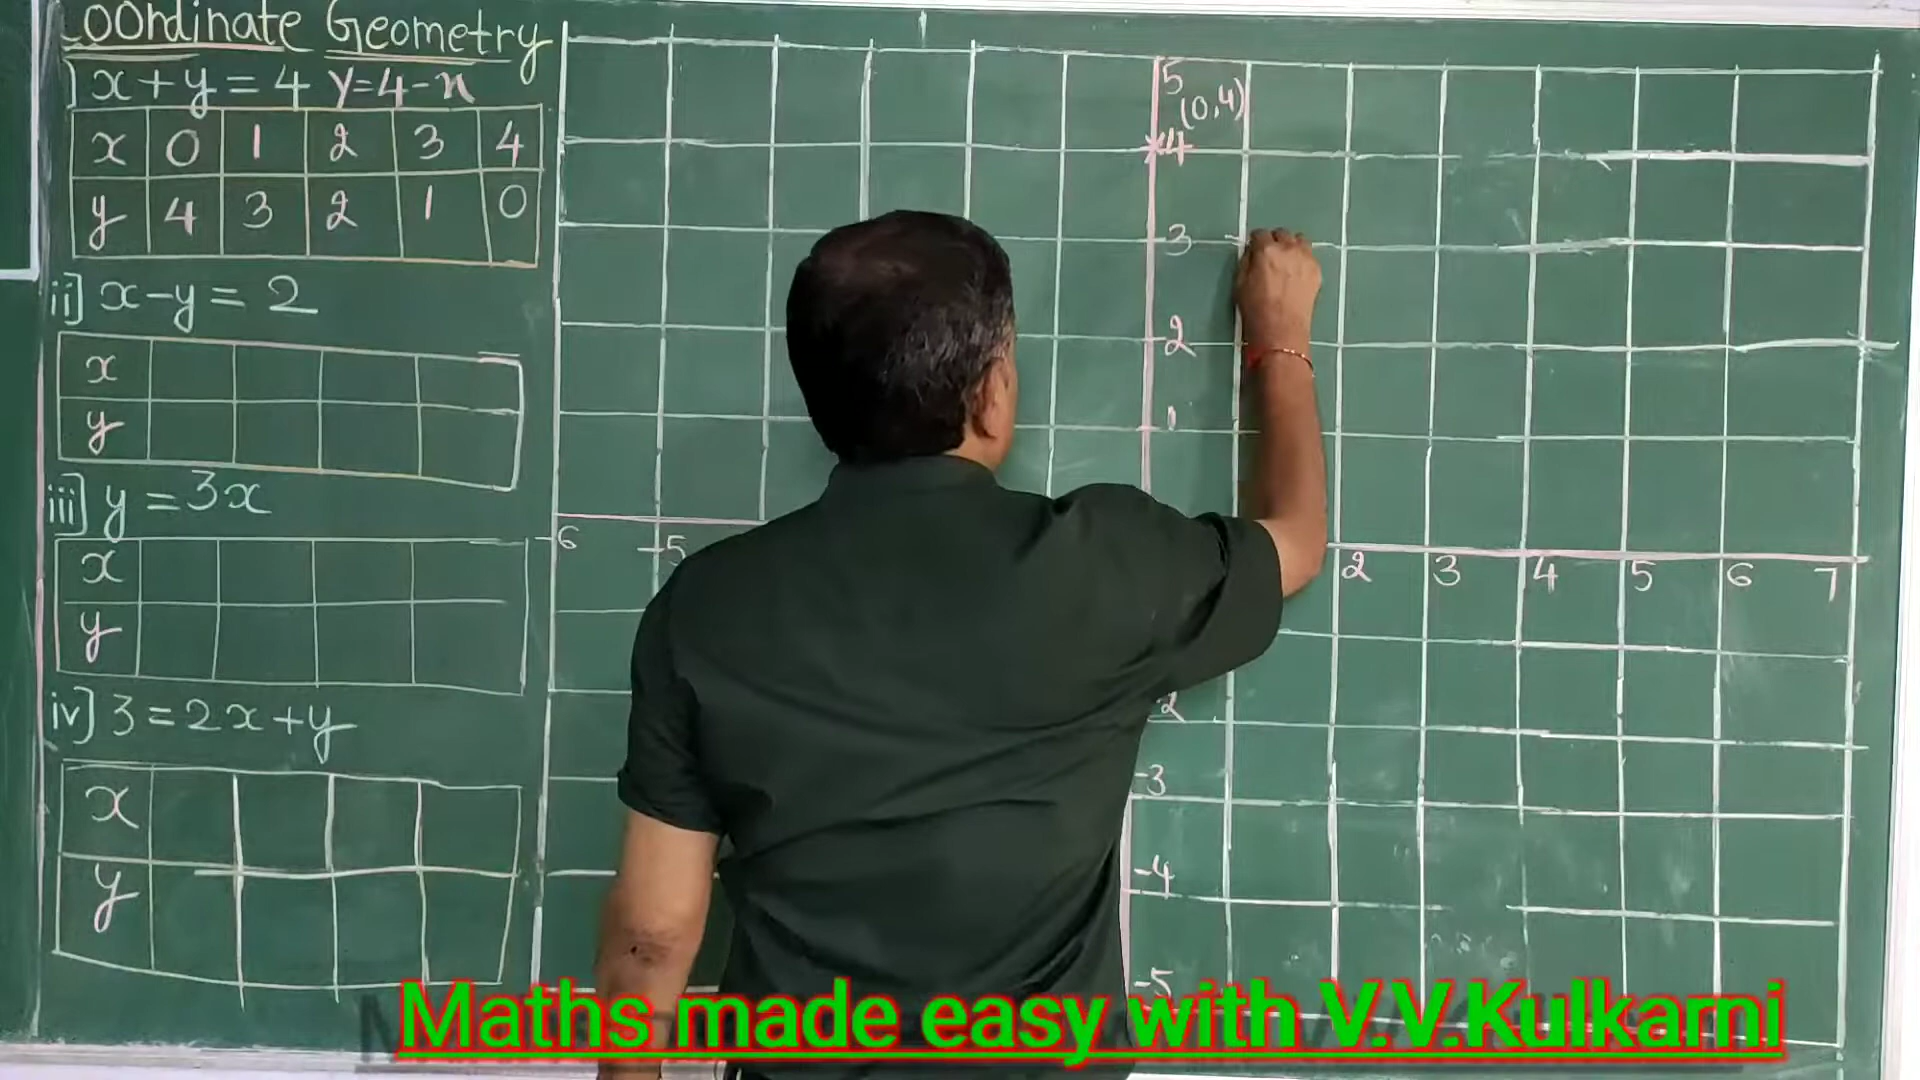 Coordinate Geometry
i] x + y = 4 y = 4 - x
x 0 1 2 3 4
y 4 3 2 1 0
ii] x - y = 2
x
y
iii] y = 3x
x
y
iv] 3 = 2x + y
x
y
5
(0,4)
4
3
2
1
-6 -5 2 3 4 5 6 7
-2
-3
-4
-5
Maths made easy with V.V.Kulkarni